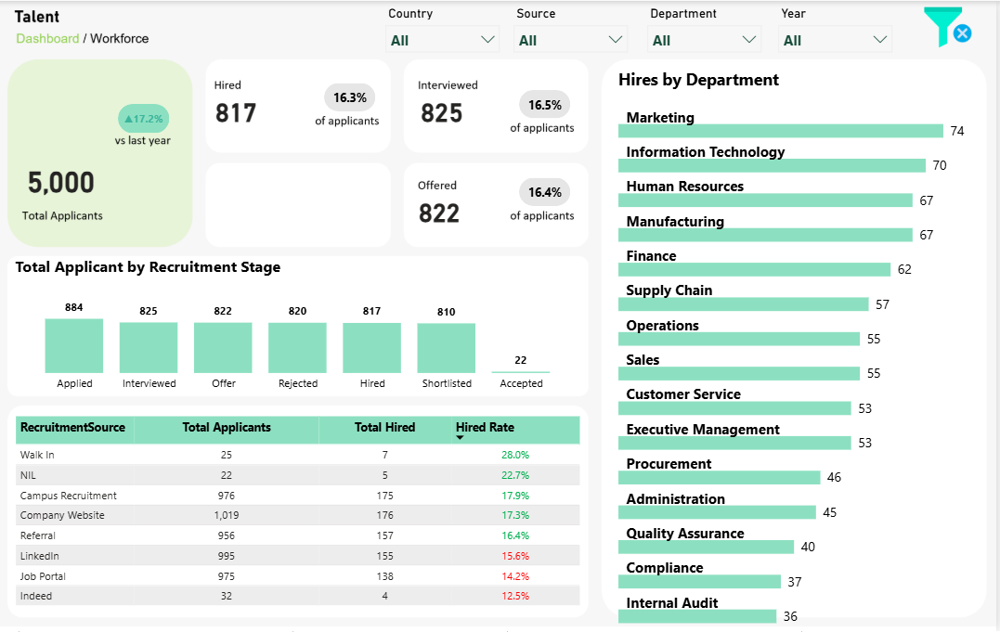 Talent
Dashboard / Workforce
Country
All
Source
All
Department
All
Year
All
▲17.2%
vs last year
5,000
Total Applicants
Hired
817
16.3%
of applicants
Interviewed
825
16.5%
of applicants
Offered
822
16.4%
of applicants
Total Applicant by Recruitment Stage
884 825 822 820 817 810 22
Applied Interviewed Offer Rejected Hired Shortlisted Accepted
RecruitmentSource Total Applicants Total Hired Hired Rate
Walk In 25 7 28.0%
NIL 22 5 22.7%
Campus Recruitment 976 175 17.9%
Company Website 1,019 176 17.3%
Referral 956 157 16.4%
LinkedIn 995 155 15.6%
Job Portal 975 138 14.2%
Indeed 32 4 12.5%
Hires by Department
Marketing
74
Information Technology
70
Human Resources
67
Manufacturing
67
Finance
62
Supply Chain
57
Operations
55
Sales
55
Customer Service
53
Executive Management
53
Procurement
46
Administration
45
Quality Assurance
40
Compliance
37
Internal Audit
36